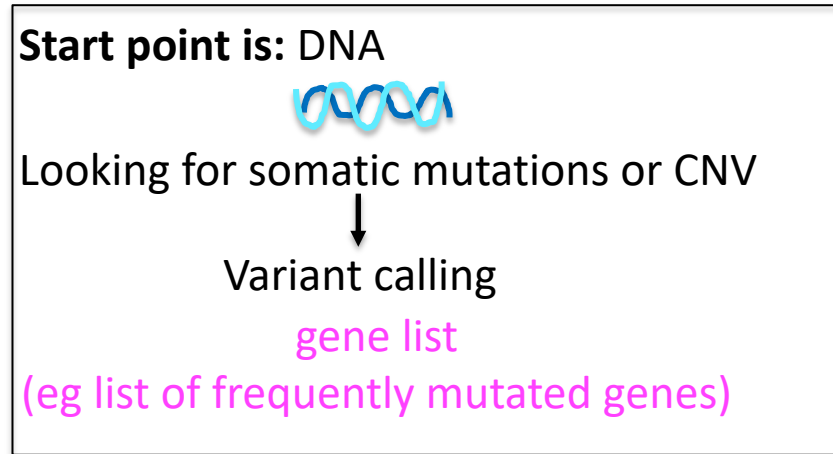 Start point is: DNA
Looking for somatic mutations or CNV
Variant calling
gene list
(eg list of frequently mutated genes)